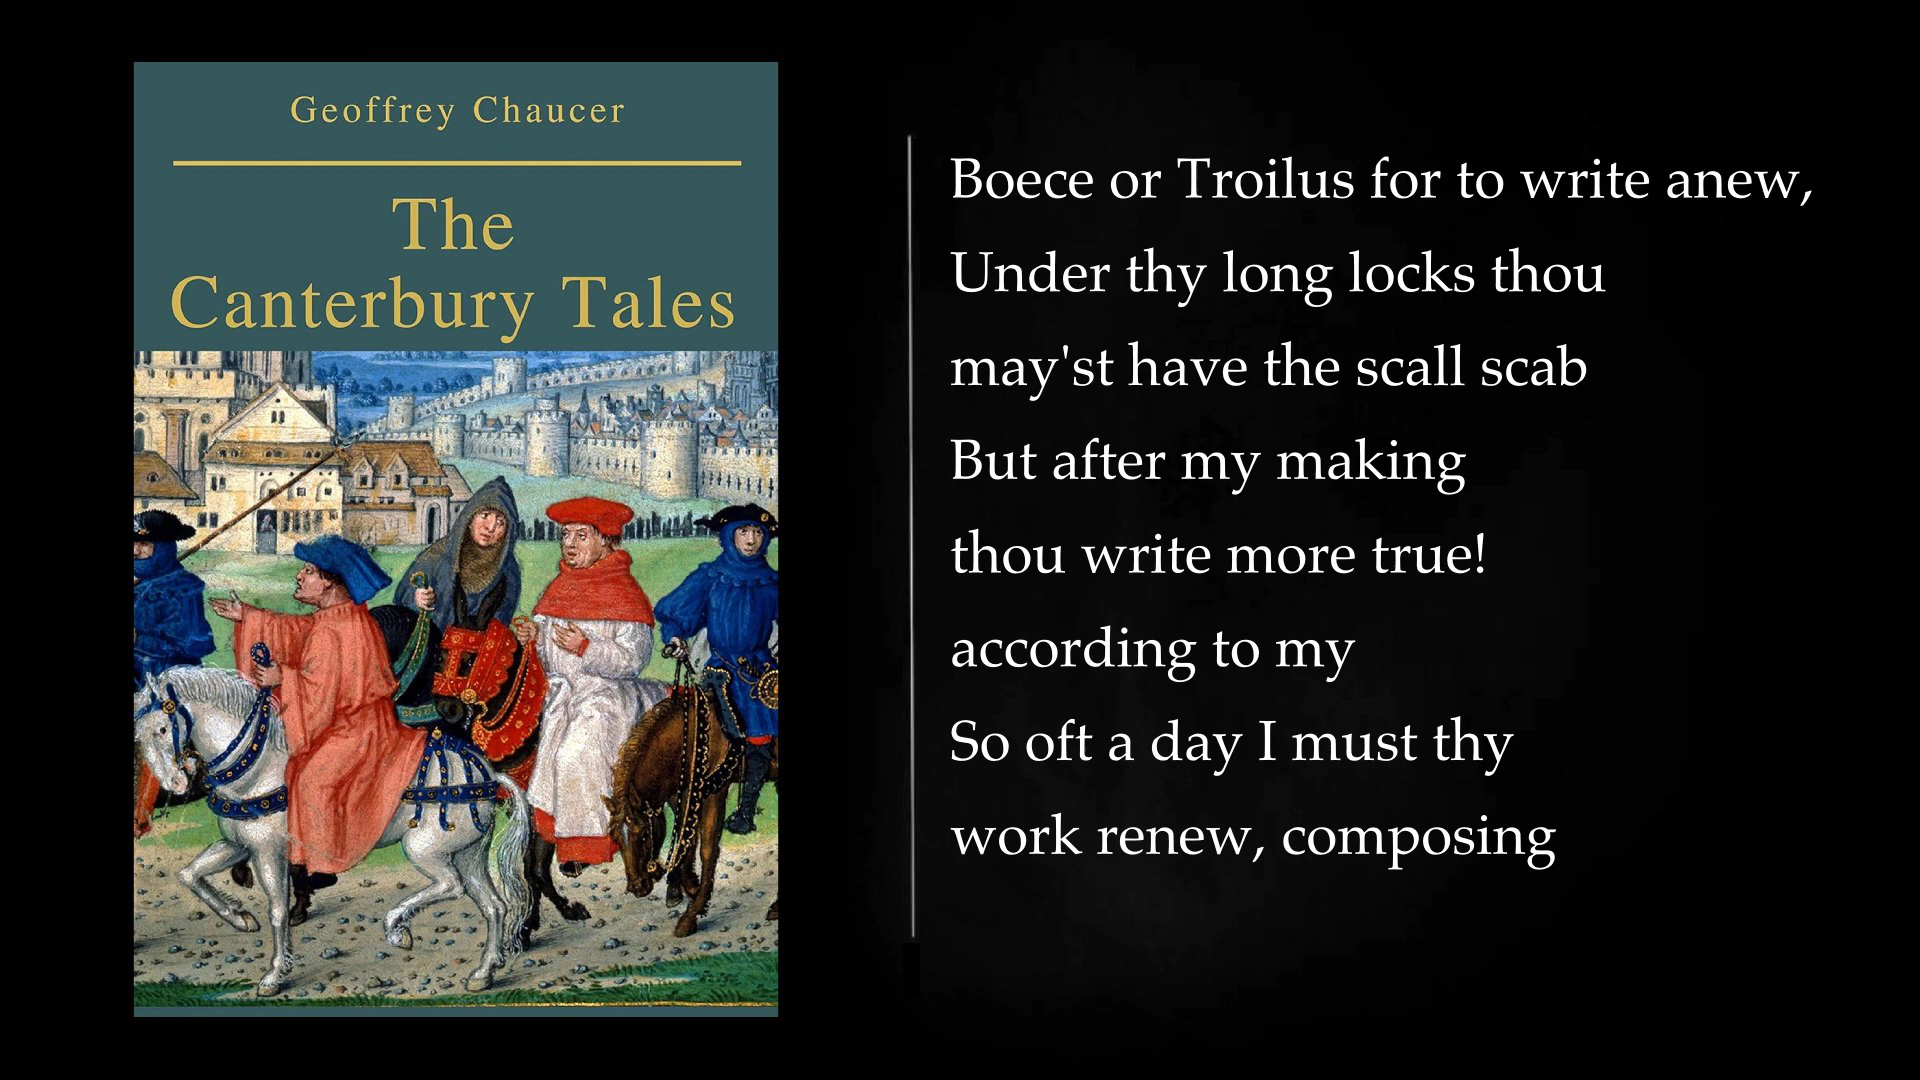 Geoffrey Chaucer
The
Canterbury Tales
Boece or Troilus for to write anew,
Under thy long locks thou
may'st have the scall scab
But after my making
thou write more true!
according to my
So oft a day I must thy
work renew, composing